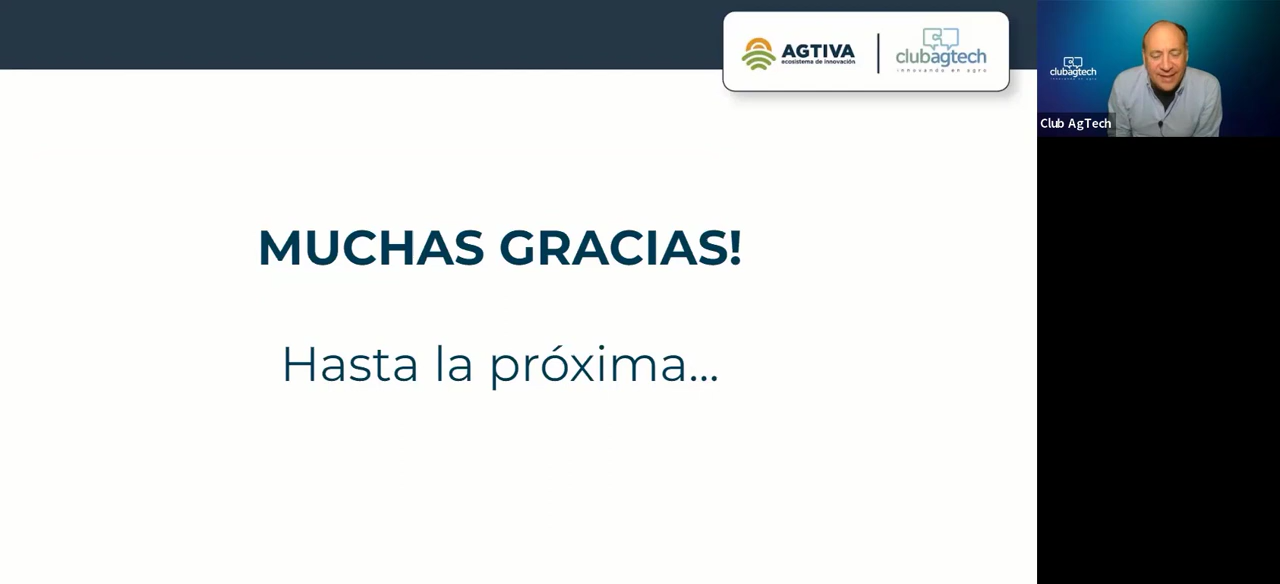 AGTIVA
ecosistema de innovación
clubagtech
innovando en agro
clubagtech
Club AgTech
MUCHAS GRACIAS!
Hasta la próxima...